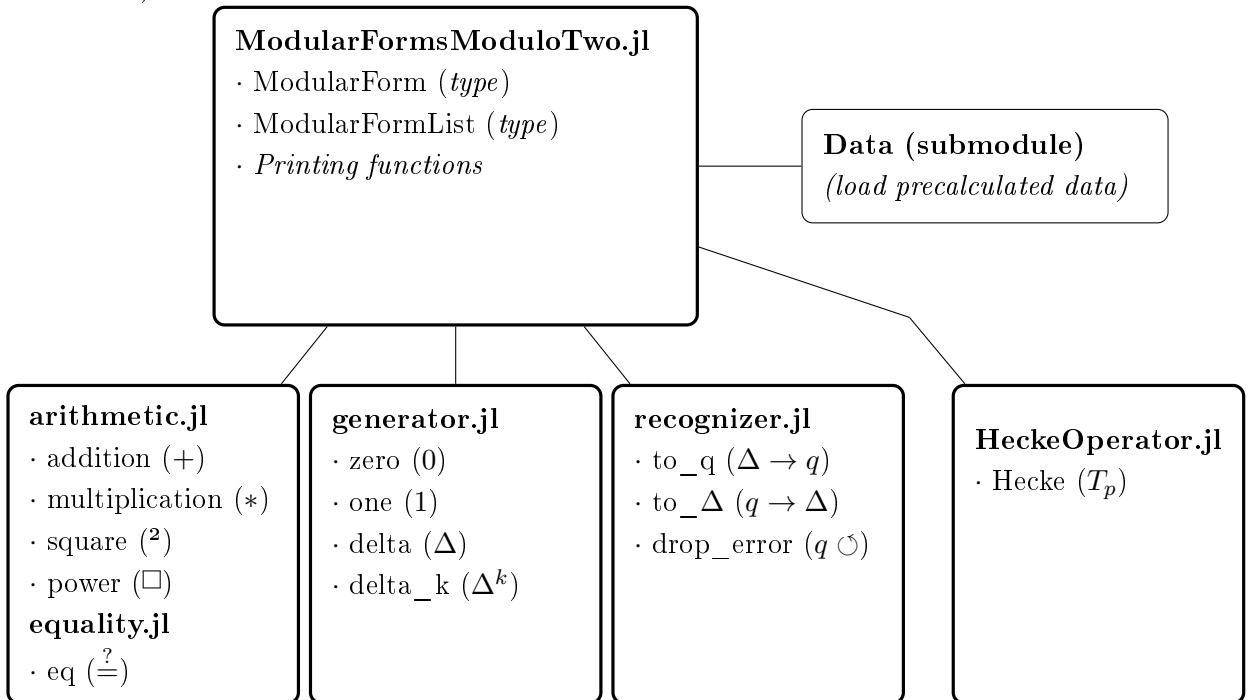 ModularFormsModuloTwo.jl
· ModularForm (type)
· ModularFormList (type)
· Printing functions
Data (submodule)
(load precalculated data)
arithmetic.jl
· addition (+)
· multiplication (∗)
· square (²)
· power (□)
equality.jl
· eq (≟)
generator.jl
· zero (0)
· one (1)
· delta (Δ)
· delta_k (Δᵏ)
recognizer.jl
· to_q (Δ → q)
· to_Δ (q → Δ)
· drop_error (q ↺)
HeckeOperator.jl
· Hecke (Tₚ)